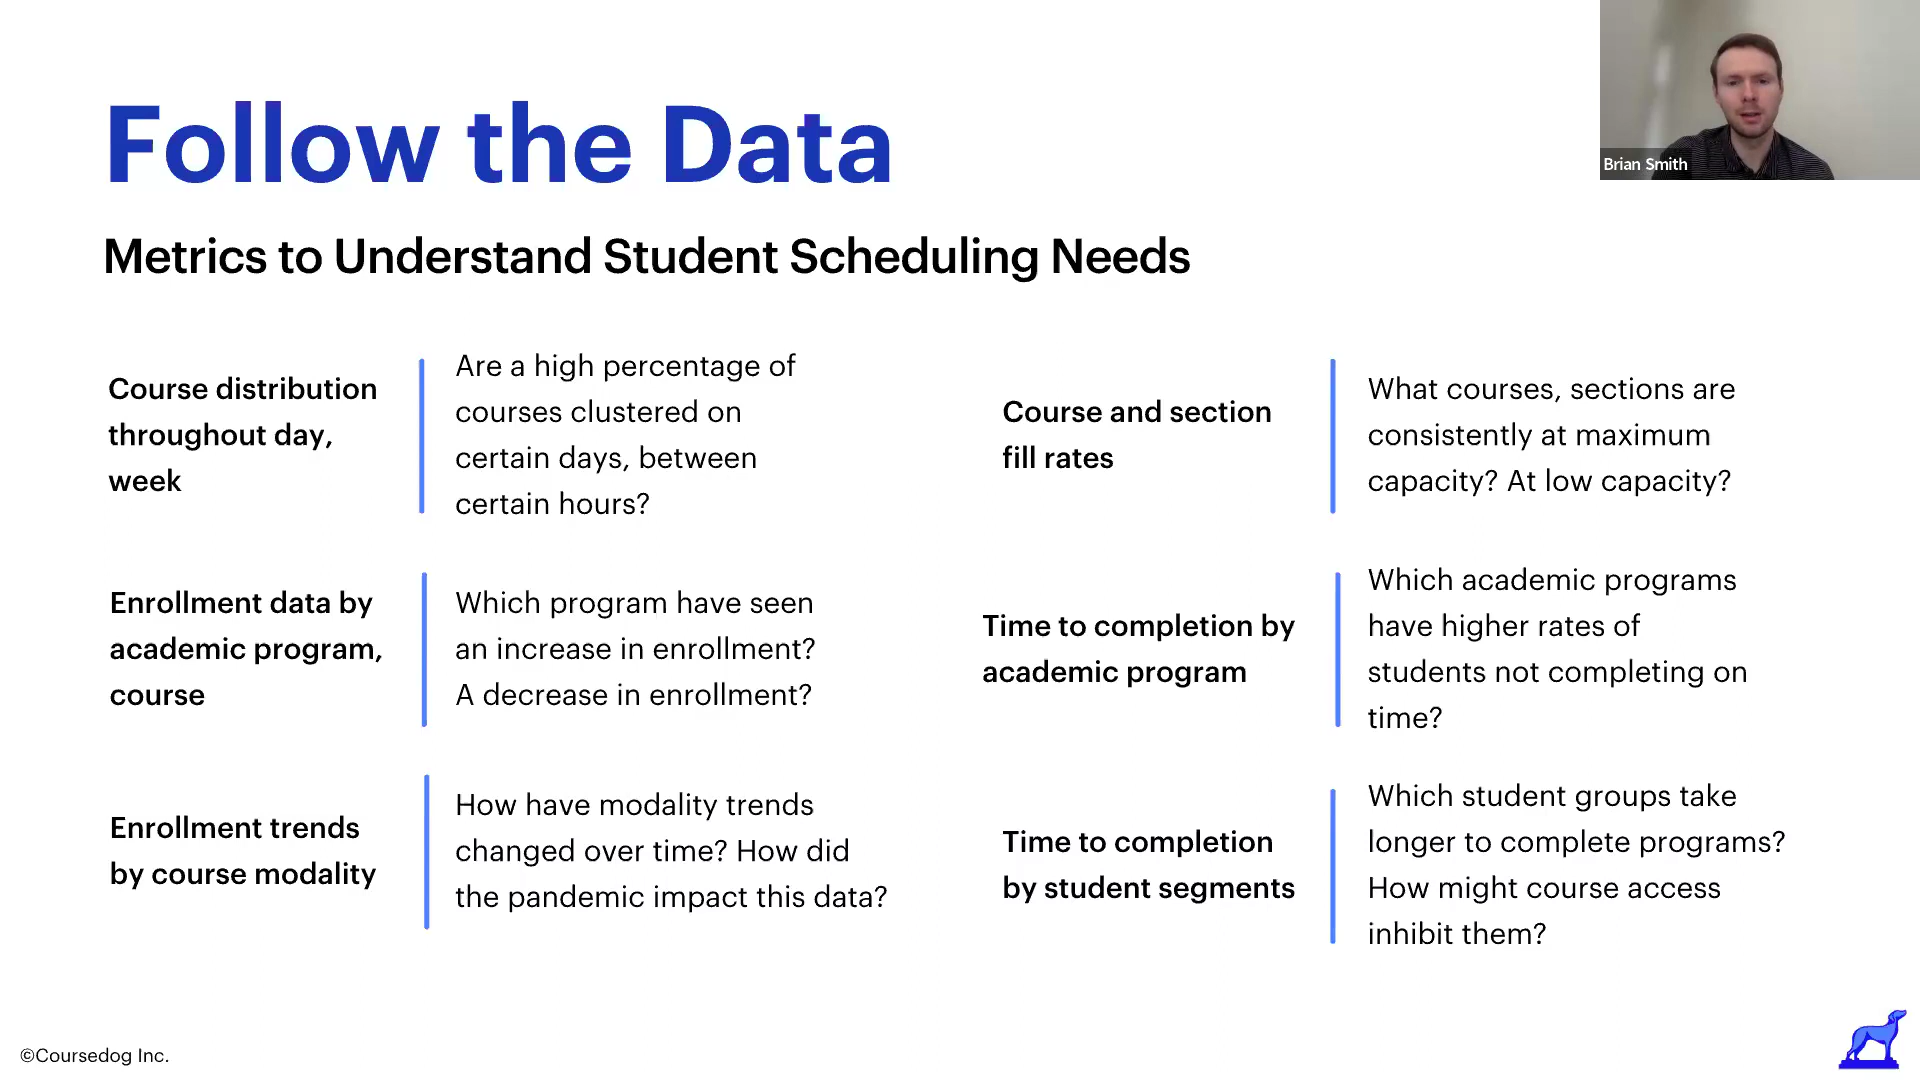 Follow the Data
Brian Smith
Metrics to Understand Student Scheduling Needs
Course distribution
throughout day,
week
Are a high percentage of
courses clustered on
certain days, between
certain hours?
Course and section
fill rates
What courses, sections are
consistently at maximum
capacity? At low capacity?
Enrollment data by
academic program,
course
Which program have seen
an increase in enrollment?
A decrease in enrollment?
Time to completion by
academic program
Which academic programs
have higher rates of
students not completing on
time?
Enrollment trends
by course modality
How have modality trends
changed over time? How did
the pandemic impact this data?
Time to completion
by student segments
Which student groups take
longer to complete programs?
How might course access
inhibit them?
©Coursedog Inc.